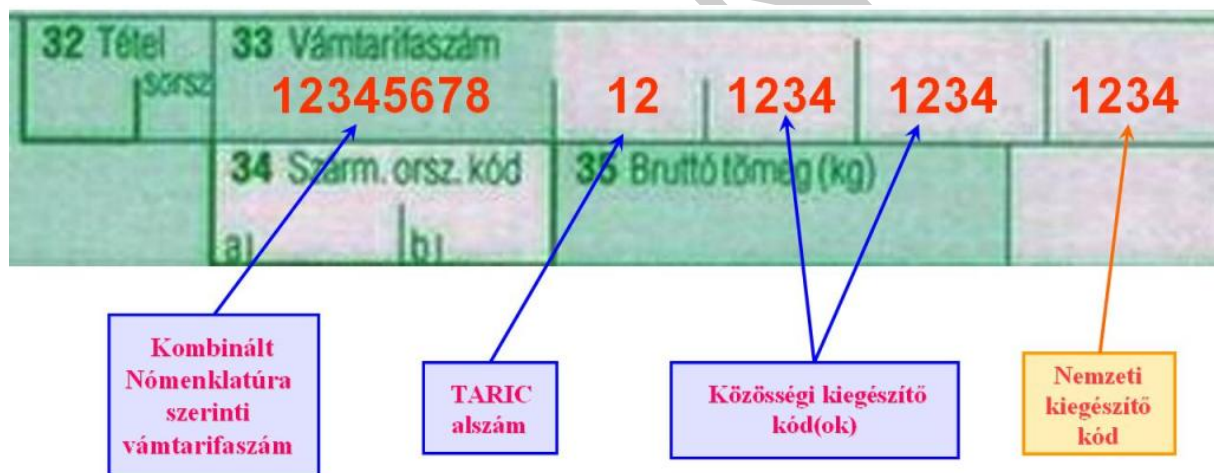 32 Tétel 33 Vámtarifaszám
sorsz
12345678 12 1234 1234 1234
34 Szárm. orsz. kód 35 Bruttó tömeg (kg)
a) b)
Kombinált
Nómenklatúra
szerinti
vámtarifaszám
TARIC
alszám
Közösségi kiegészítő
kód(ok)
Nemzeti
kiegészítő
kód